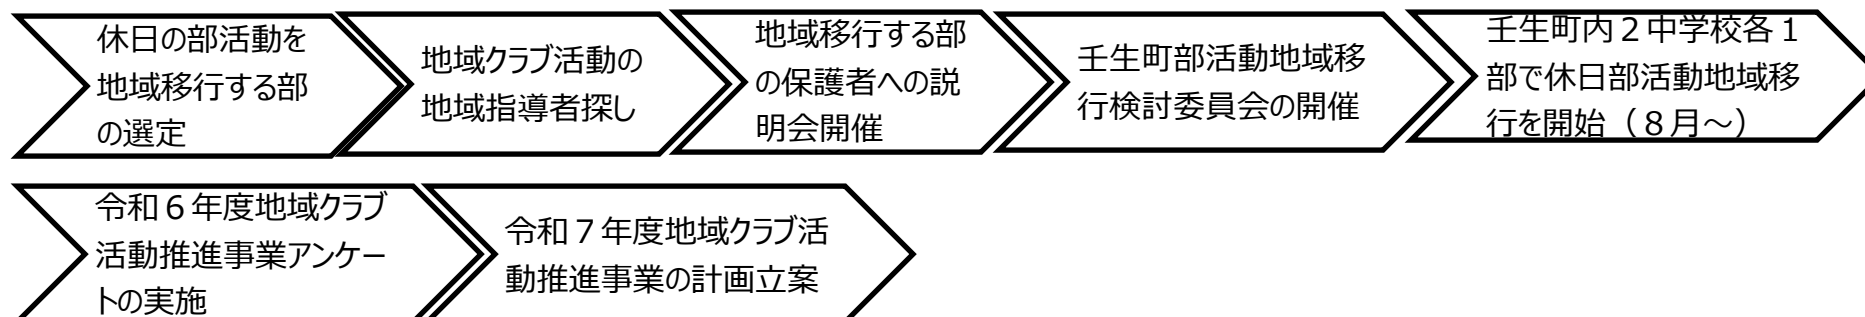 休日の部活動を
地域移行する部
の選定
地域クラブ活動の
地域指導者探し
地域移行する部
の保護者への説
明会開催
壬生町部活動地域移
行検討委員会の開催
壬生町内２中学校各１
部で休日部活動地域移
行を開始（８月～）
令和６年度地域クラブ
活動推進事業アンケー
トの実施
令和７年度地域クラブ活
動推進事業の計画立案